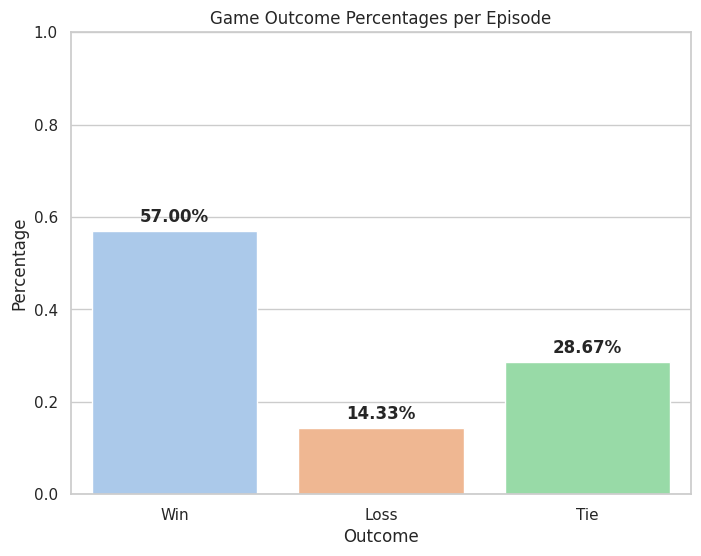 Game Outcome Percentages per Episode
Percentage
1.0
0.8
0.6
0.4
0.2
0.0
57.00%
14.33%
28.67%
Win
Loss
Tie
Outcome